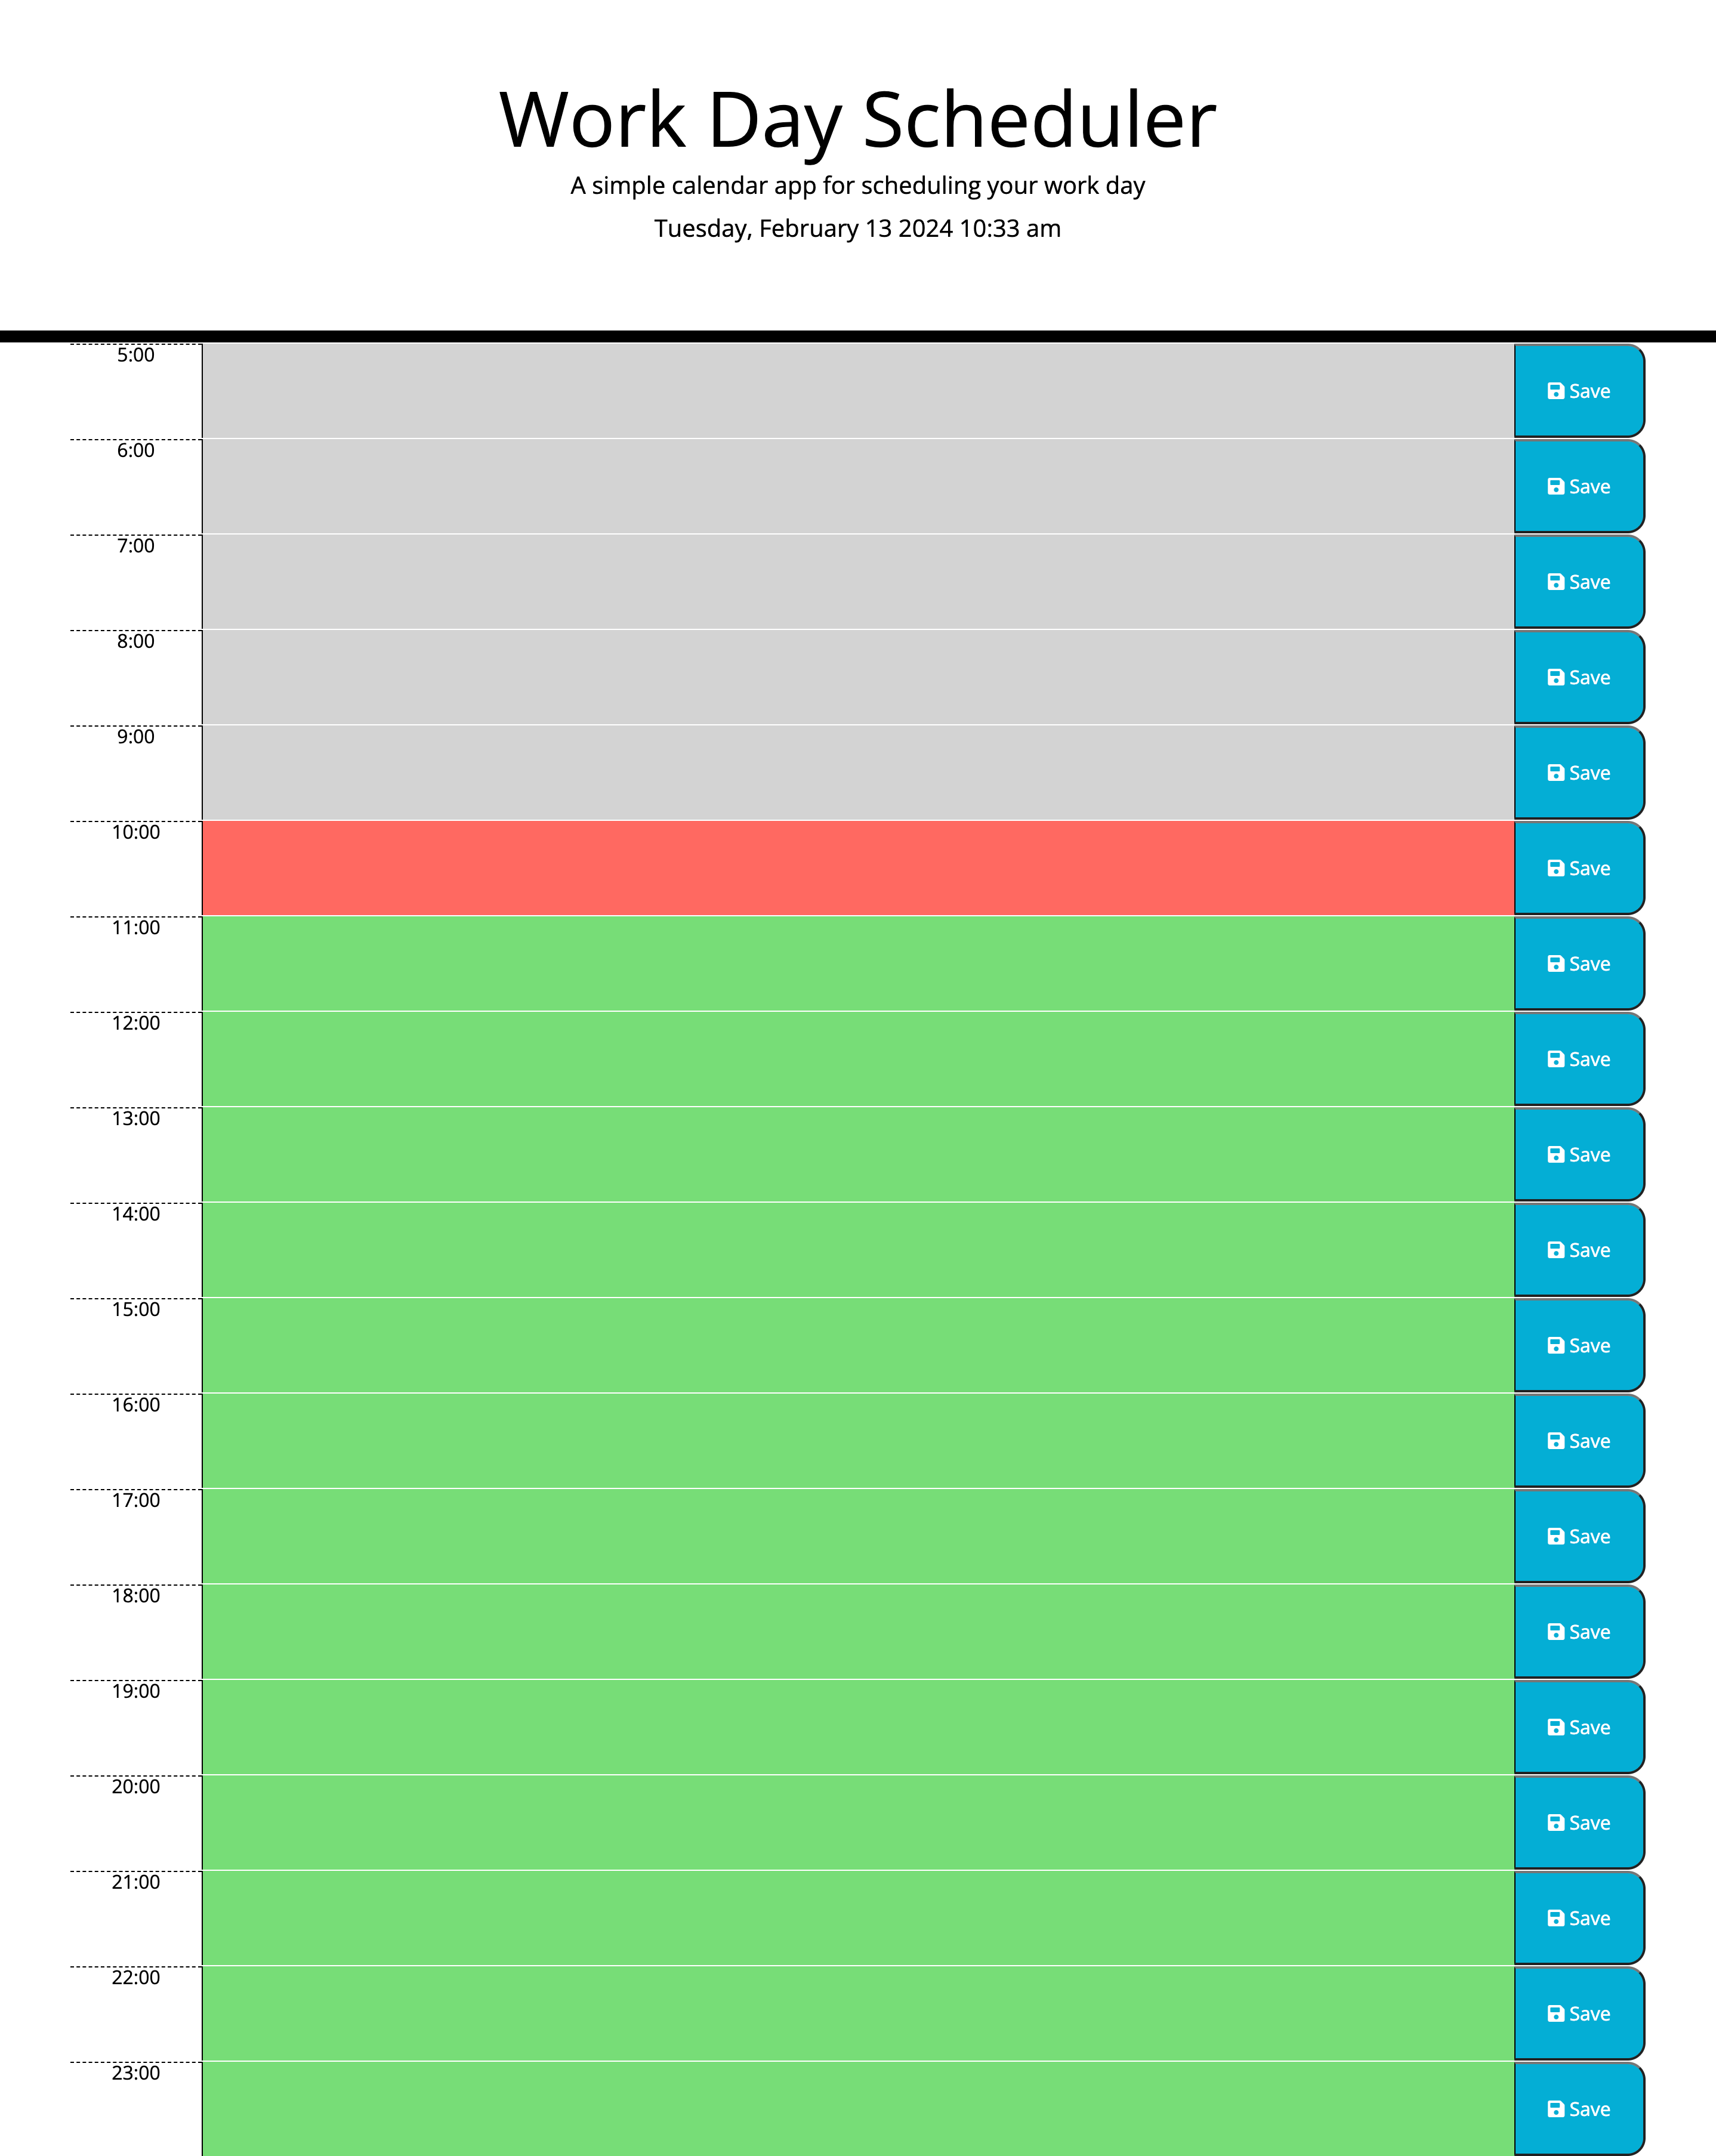 Work Day Scheduler
A simple calendar app for scheduling your work day
Tuesday, February 13 2024 10:33 am
5:00
Save
6:00
Save
7:00
Save
8:00
Save
9:00
Save
10:00
Save
11:00
Save
12:00
Save
13:00
Save
14:00
Save
15:00
Save
16:00
Save
17:00
Save
18:00
Save
19:00
Save
20:00
Save
21:00
Save
22:00
Save
23:00
Save